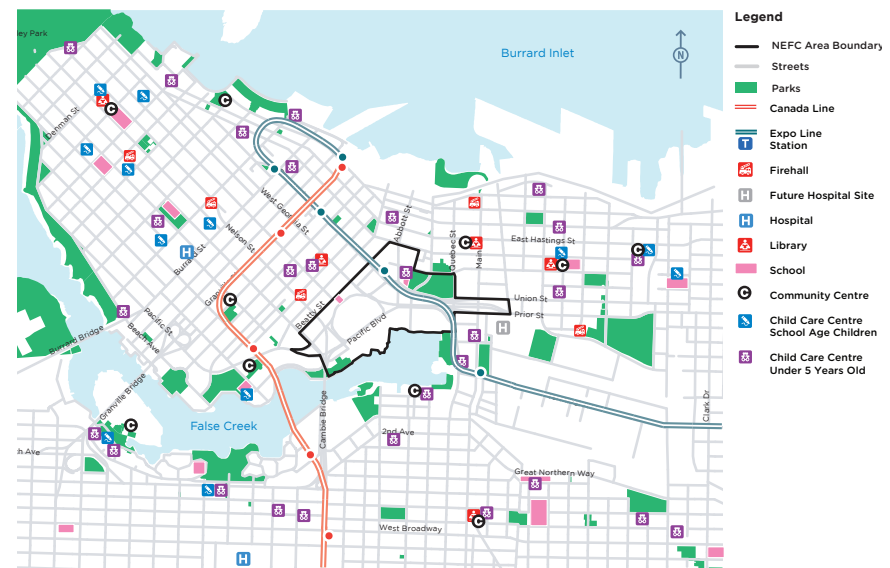 ley Park
Burrard Inlet
N
Denman St
C
West Georgia St
Nelson St
Burrard St
H
Abbott St
Quebec St
Main
East Hastings St
C
C
C
Union St
Prior St
H
C
Beatty St
Pacific Blvd
Pacific St
Beach Ave
Burrard Bridge
Granville Bridge
C
C
C
False Creek
Cambie Bridge
2nd Ave
h Ave
Great Northern Way
Clark Dr
West Broadway
C
H
Legend
NEFC Area Boundary
Streets
Parks
Canada Line
Expo Line
T Station
Firehall
H Future Hospital Site
H Hospital
Library
School
C Community Centre
Child Care Centre
School Age Children
Child Care Centre
Under 5 Years Old